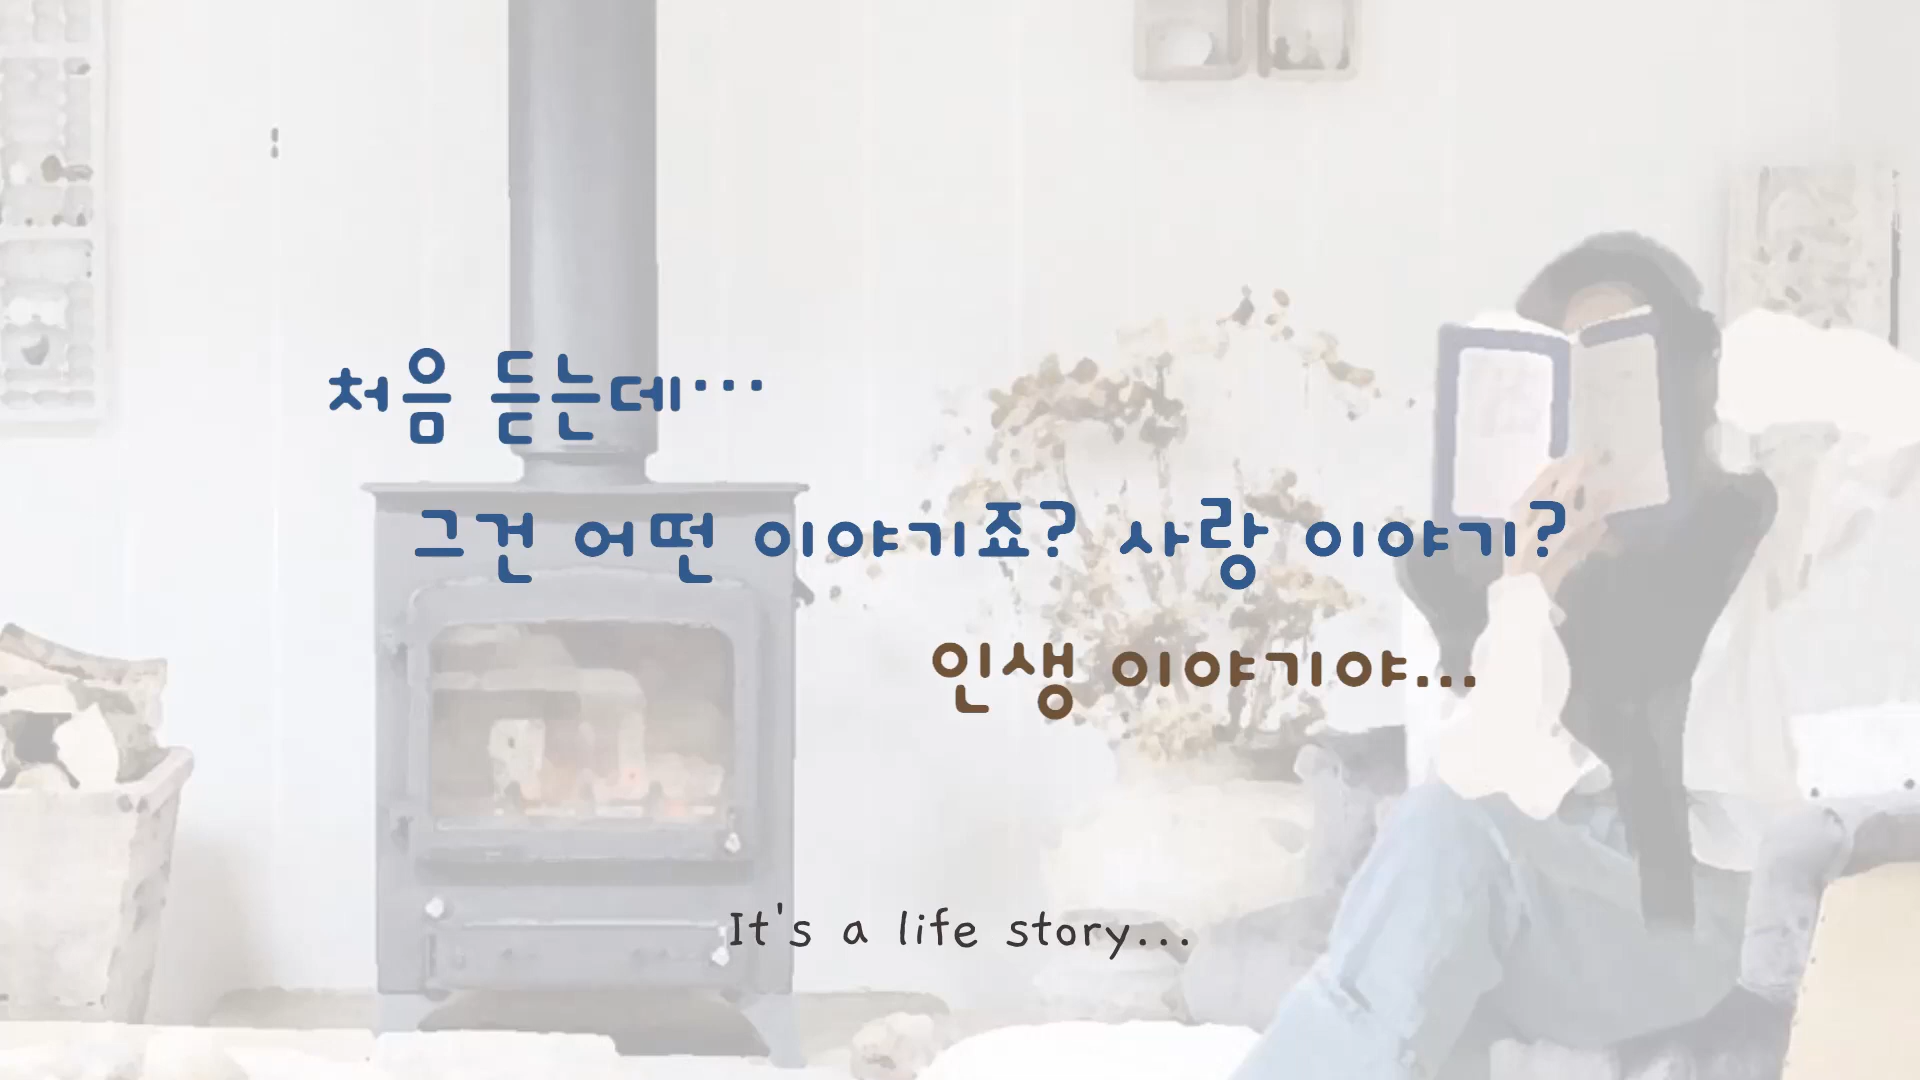 처음 듣는데…
그건 어떤 이야기죠? 사랑 이야기?
인생 이야기야...
It's a life story...